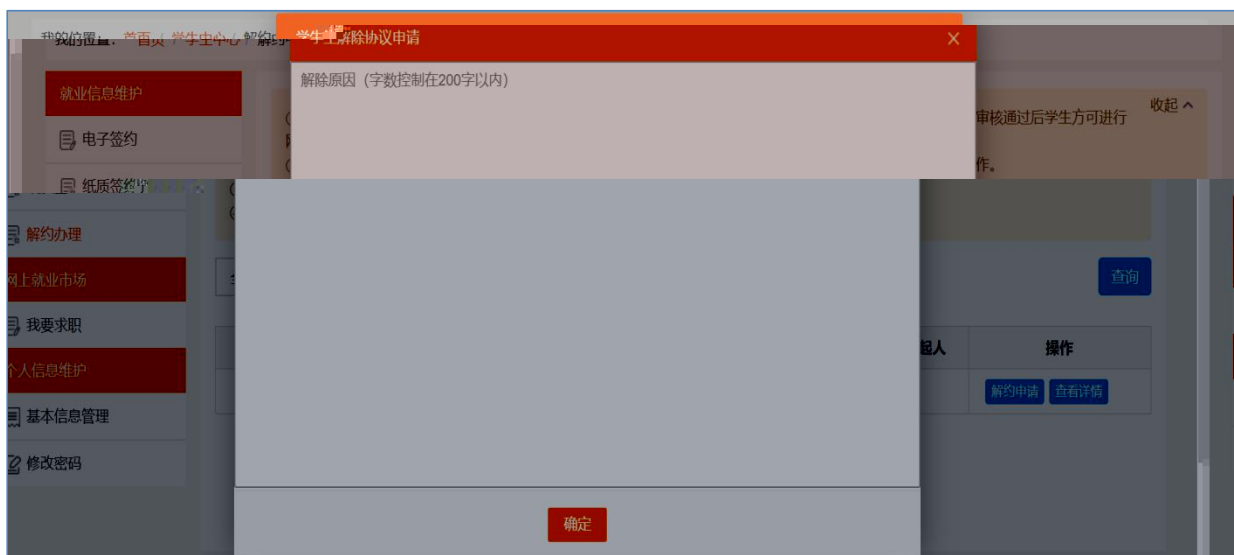 我的位置：首页 / 学生中心 / 解约
学生解除协议申请
解除原因（字数控制在200字以内）
就业信息维护
收起
审核通过后学生方可进行
电子签约
作。
纸质签约
解约办理
网上就业市场
查询
我要求职
起人
操作
个人信息维护
解约申请 查看详情
基本信息管理
修改密码
确定